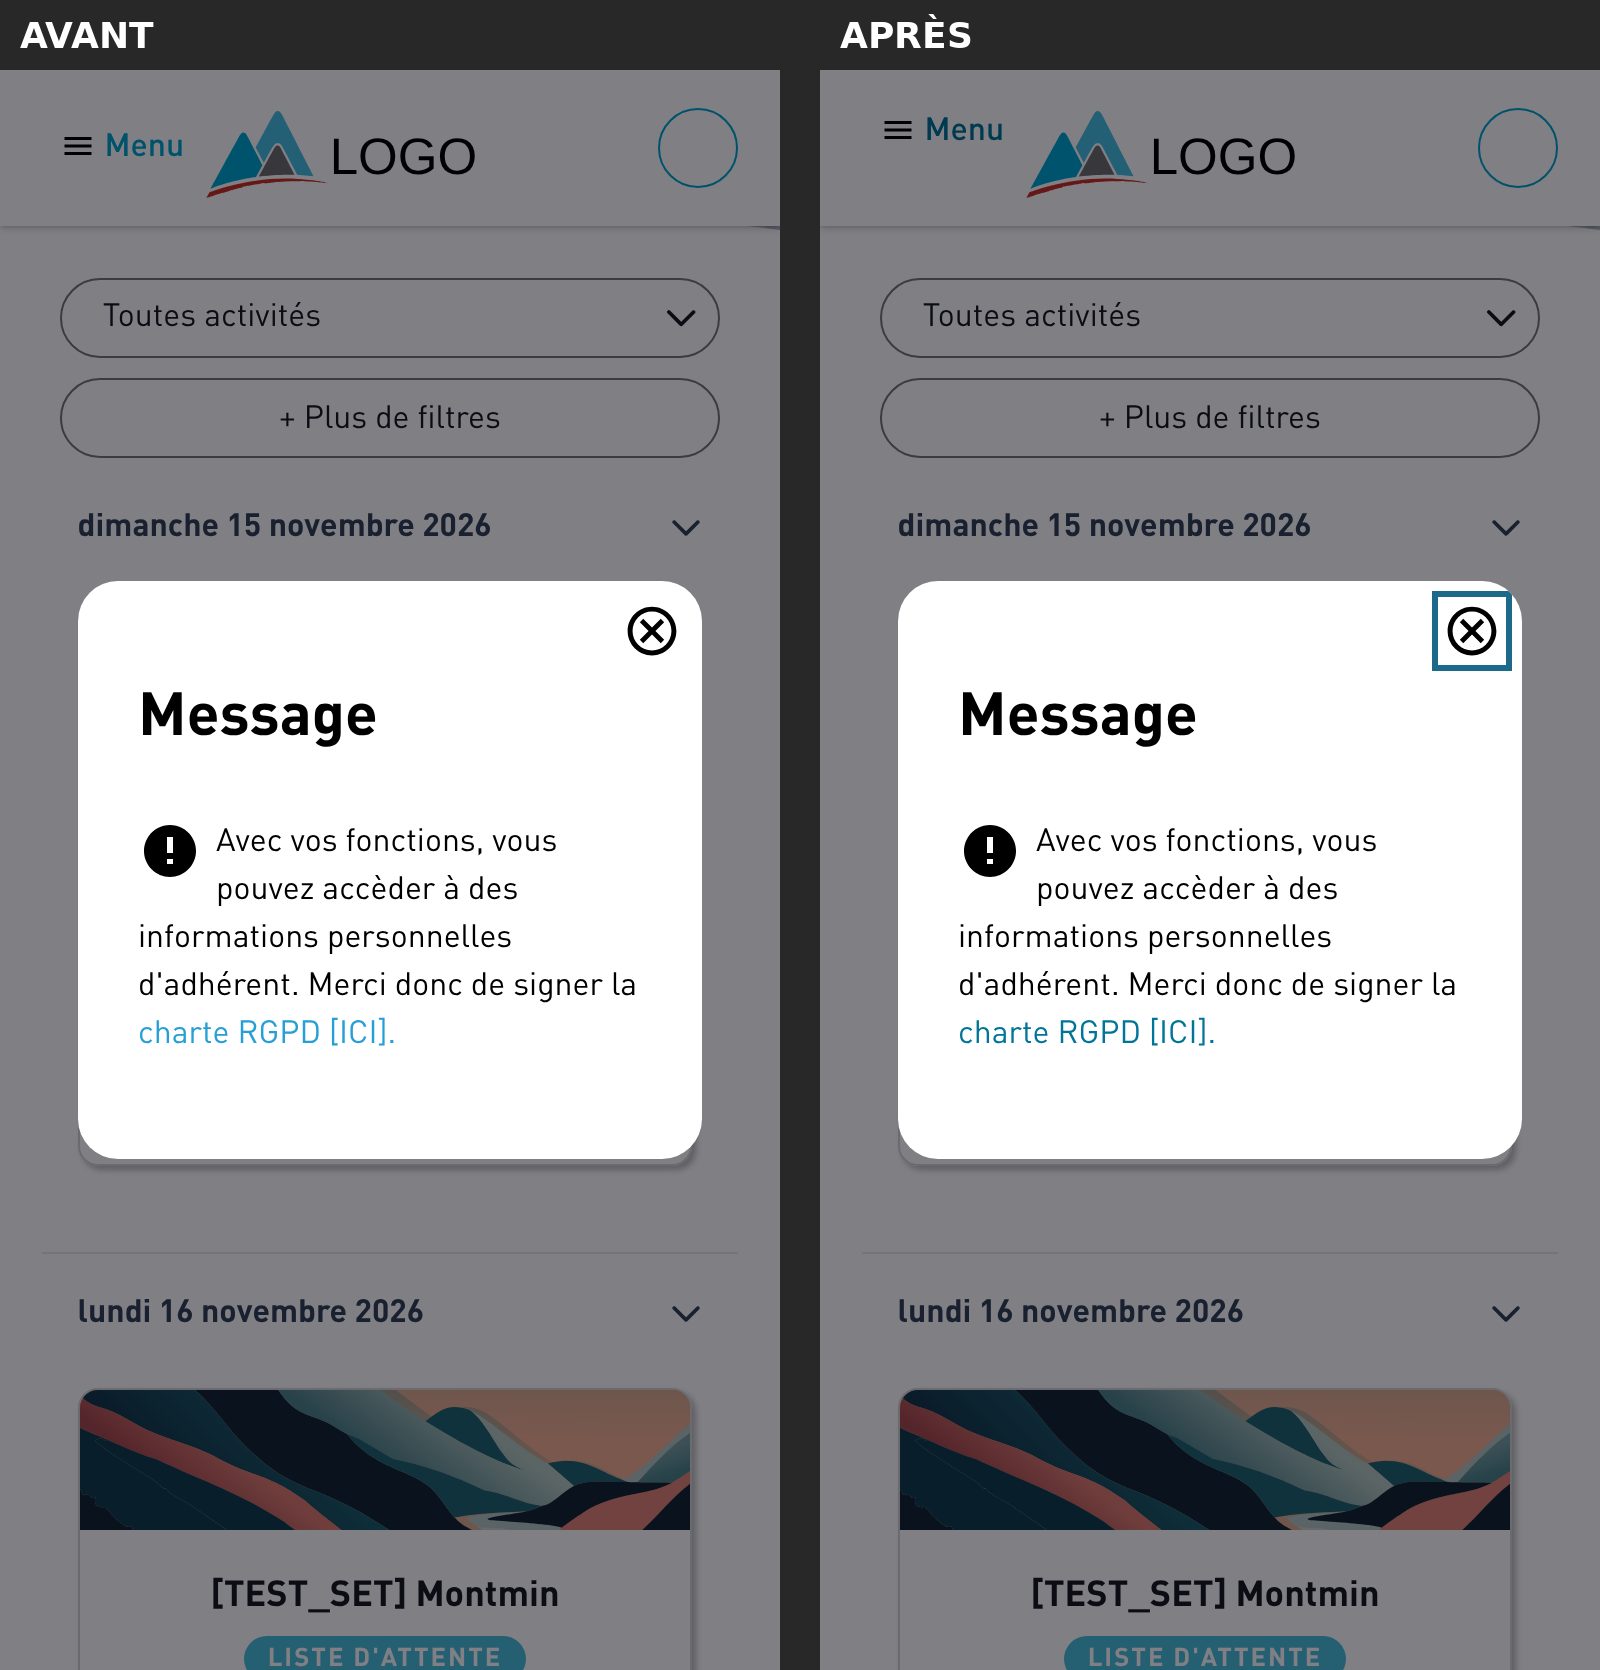 AVANT
Menu
LOGO
Toutes activités
+ Plus de filtres
dimanche 15 novembre 2026
Message
Avec vos fonctions, vous
pouvez accèder à des
informations personnelles
d'adhérent. Merci donc de signer la
charte RGPD [ICI].
lundi 16 novembre 2026
[TEST_SET] Montmin
LISTE D'ATTENTE
APRÈS
Menu
LOGO
Toutes activités
+ Plus de filtres
dimanche 15 novembre 2026
Message
Avec vos fonctions, vous
pouvez accèder à des
informations personnelles
d'adhérent. Merci donc de signer la
charte RGPD [ICI].
lundi 16 novembre 2026
[TEST_SET] Montmin
LISTE D'ATTENTE